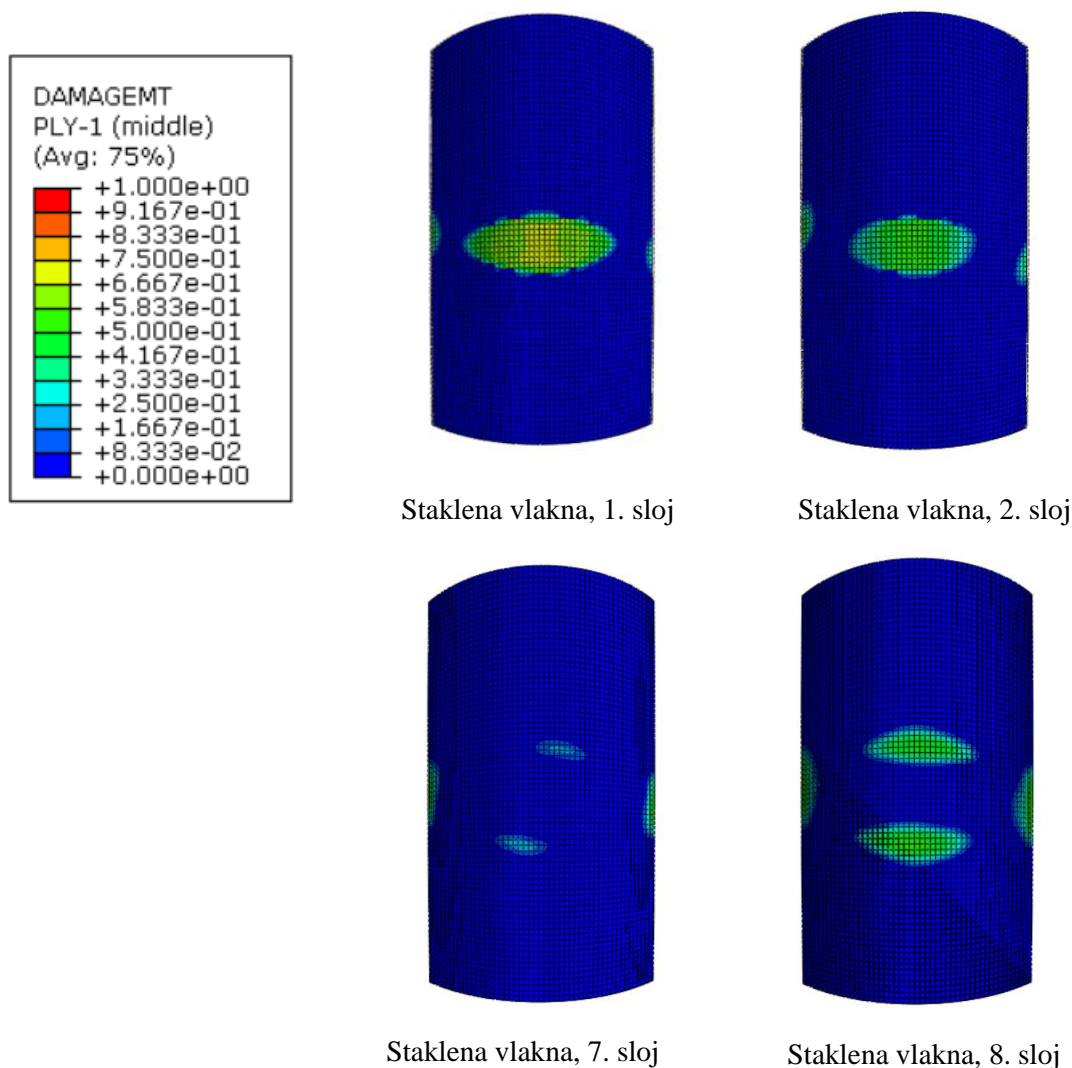 DAMAGEMT
PLY-1 (middle)
(Avg: 75%)
+1.000e+00
+9.167e-01
+8.333e-01
+7.500e-01
+6.667e-01
+5.833e-01
+5.000e-01
+4.167e-01
+3.333e-01
+2.500e-01
+1.667e-01
+8.333e-02
+0.000e+00
Staklena vlakna, 1. sloj
Staklena vlakna, 2. sloj
Staklena vlakna, 7. sloj
Staklena vlakna, 8. sloj